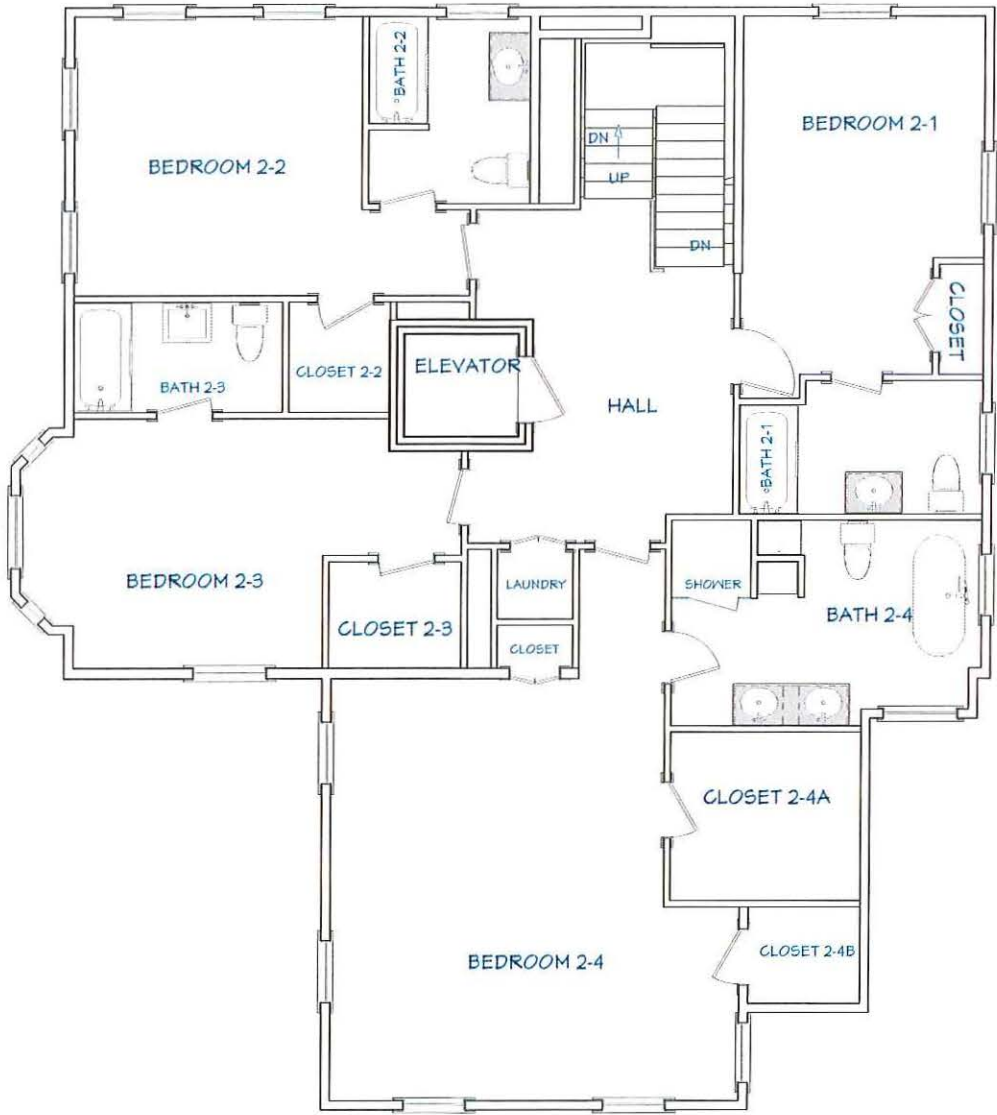 BATH 2-2
BEDROOM 2-1
DN
BEDROOM 2-2
UP
DN
CLOSET
ELEVATOR
CLOSET 2-2
BATH 2-3
HALL
BATH 2-1
BEDROOM 2-3
LAUNDRY
SHOWER
BATH 2-4
CLOSET 2-3
CLOSET
CLOSET 2-4A
CLOSET 2-4B
BEDROOM 2-4